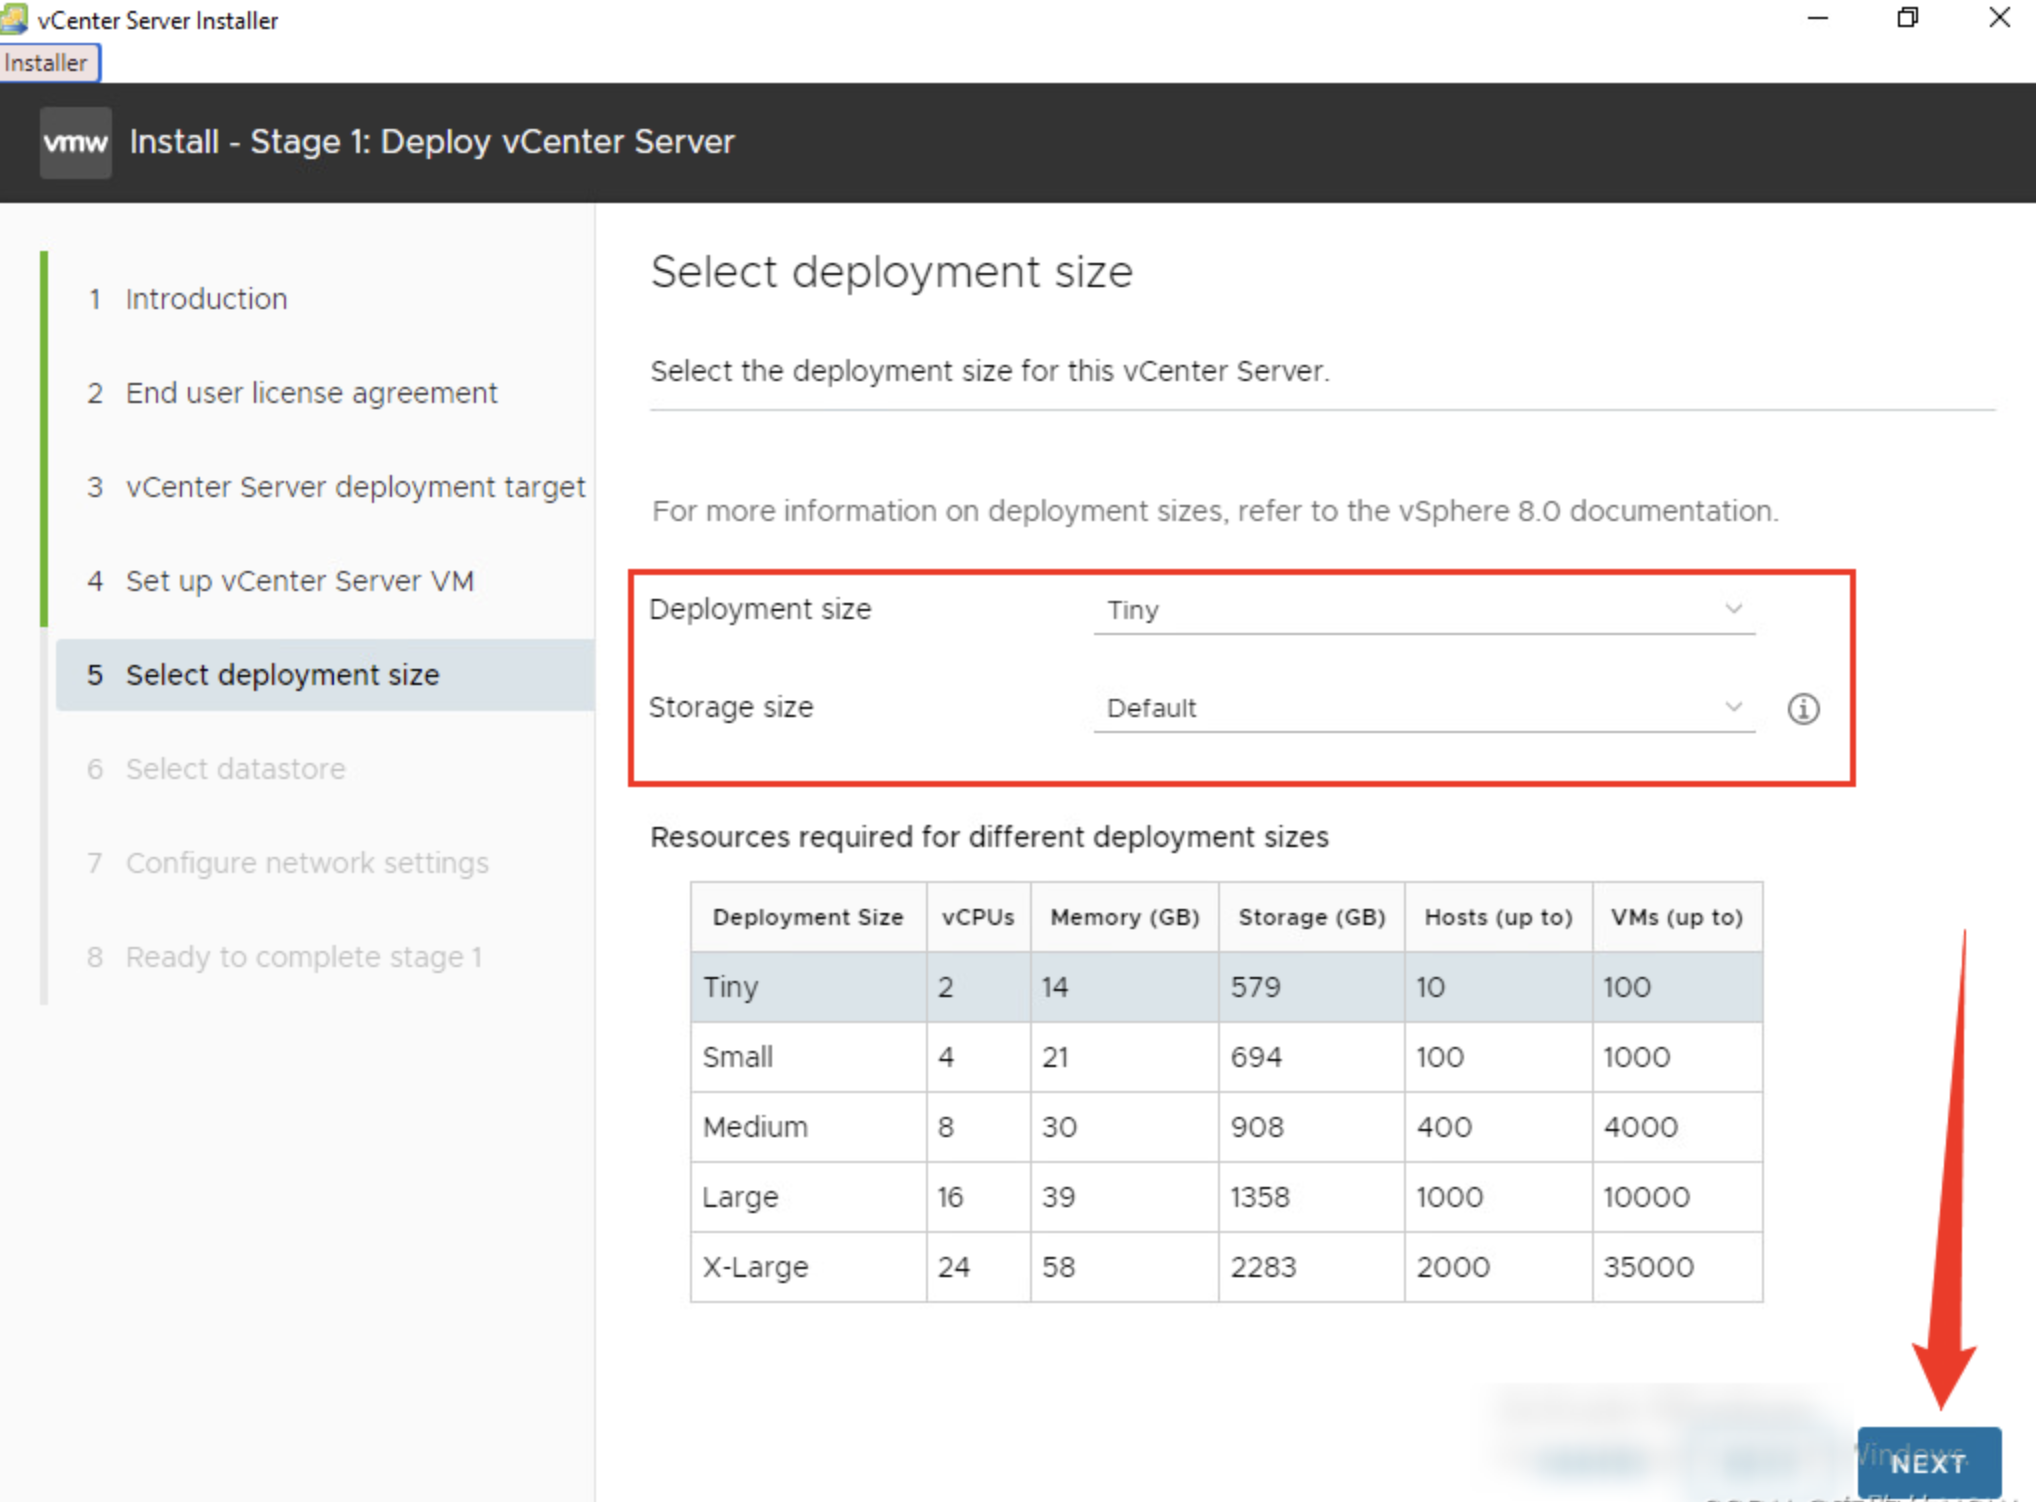 vCenter Server Installer
Installer
vmw Install - Stage 1: Deploy vCenter Server
1 Introduction
2 End user license agreement
3 vCenter Server deployment target
4 Set up vCenter Server VM
5 Select deployment size
6 Select datastore
7 Configure network settings
8 Ready to complete stage 1
Select deployment size
Select the deployment size for this vCenter Server.
For more information on deployment sizes, refer to the vSphere 8.0 documentation.
Deployment size Tiny
Storage size Default
Resources required for different deployment sizes
Deployment Size vCPUs Memory (GB) Storage (GB) Hosts (up to) VMs (up to)
Tiny 2 14 579 10 100
Small 4 21 694 100 1000
Medium 8 30 908 400 4000
Large 16 39 1358 1000 10000
X-Large 24 58 2283 2000 35000
Windows.
NEXT